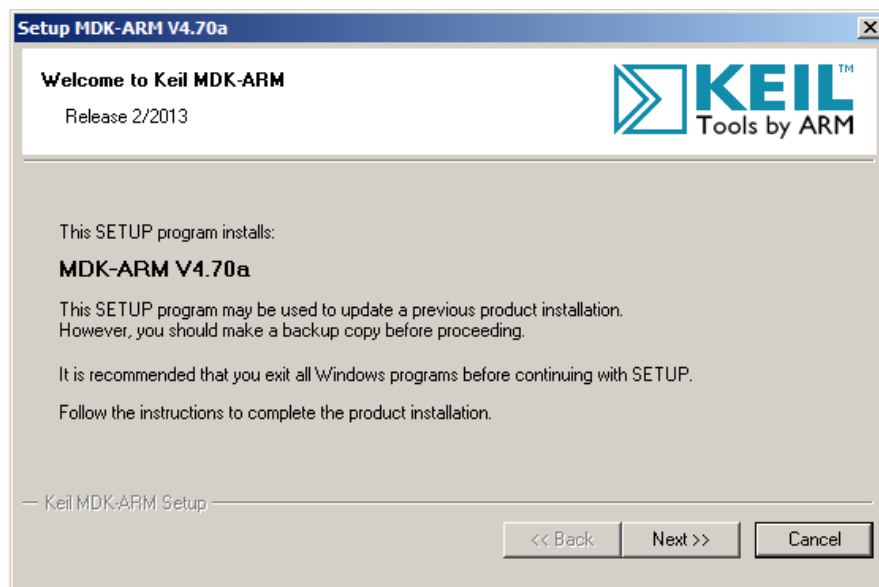 Setup MDK-ARM V4.70a
Welcome to Keil MDK-ARM
Release 2/2013
KEIL™
Tools by ARM
This SETUP program installs:
MDK-ARM V4.70a
This SETUP program may be used to update a previous product installation.
However, you should make a backup copy before proceeding.
It is recommended that you exit all Windows programs before continuing with SETUP.
Follow the instructions to complete the product installation.
Keil MDK-ARM Setup
<< Back Next >> Cancel